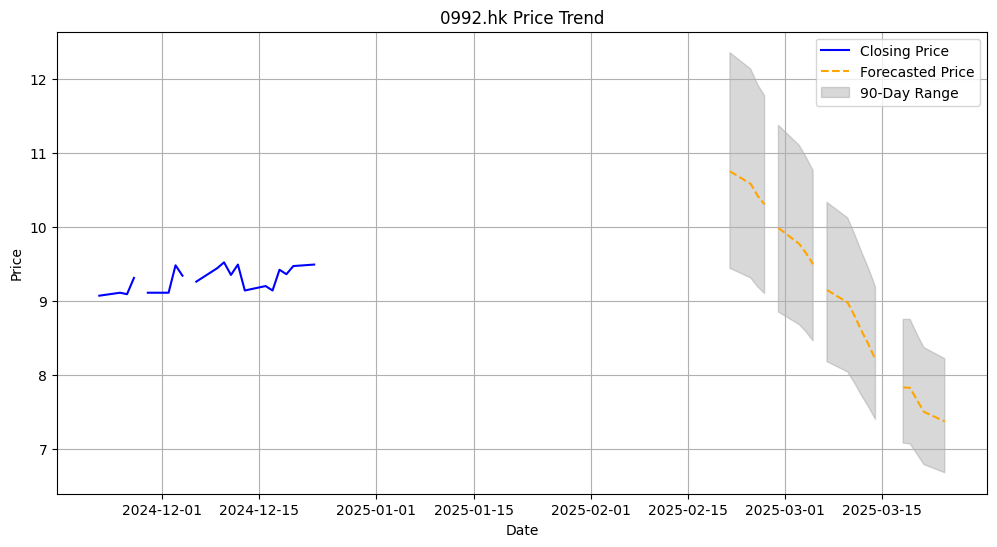 0992.hk Price Trend
Closing Price
Forecasted Price
90-Day Range
Price
12
11
10
9
8
7
2024-12-01
2024-12-15
2025-01-01
2025-01-15
2025-02-01
2025-02-15
2025-03-01
2025-03-15
Date